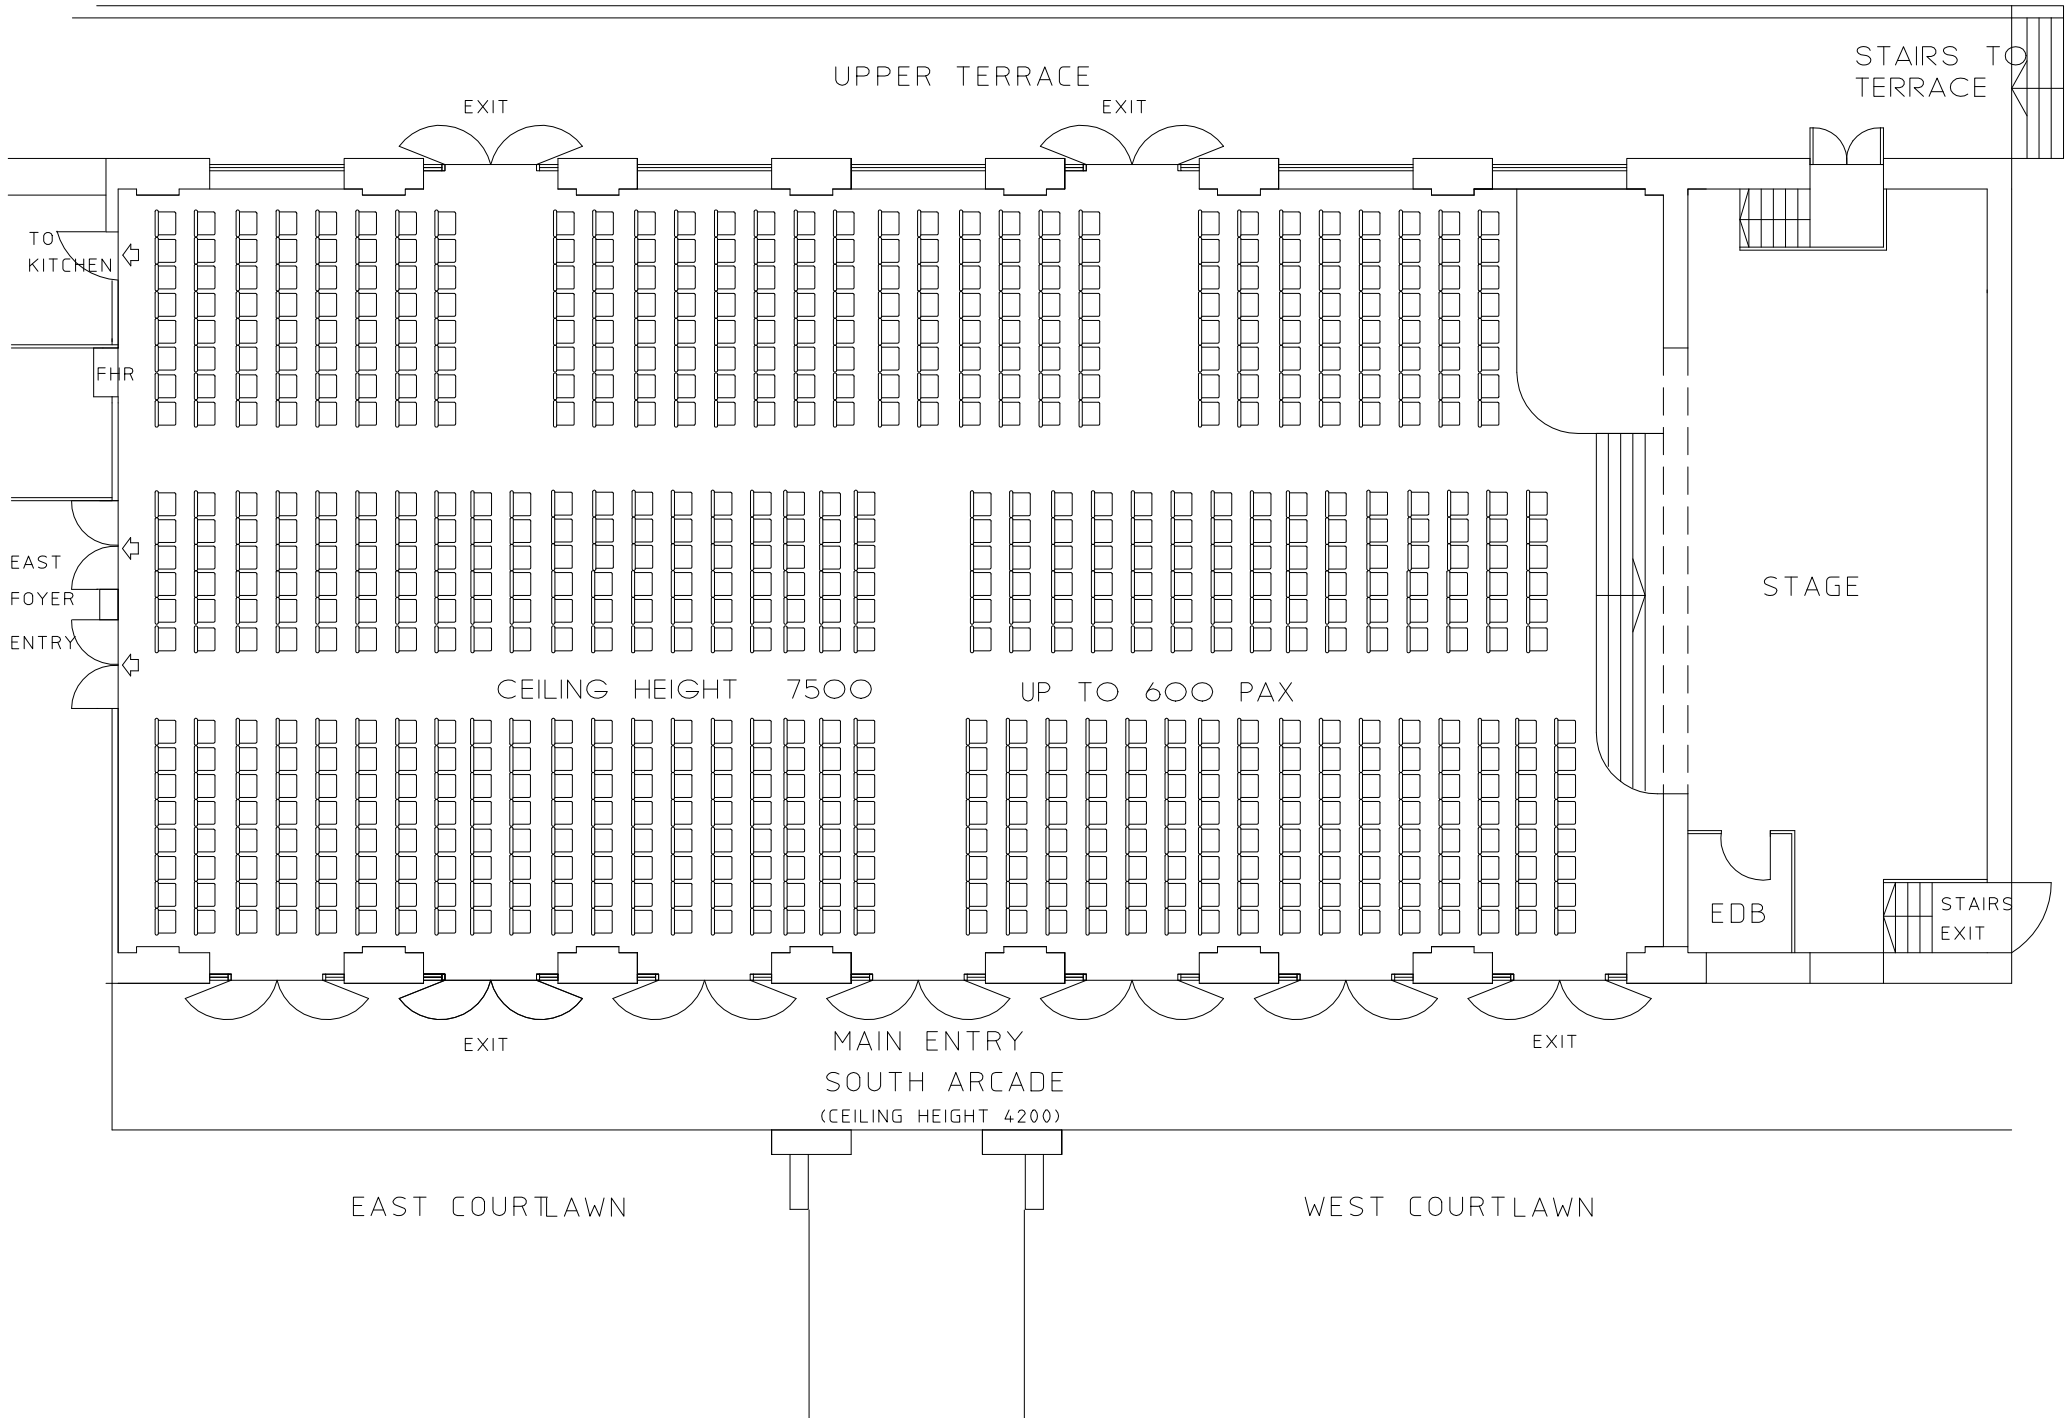 UPPER TERRACE
STAIRS TO
TERRACE
EXIT
EXIT
TO
KITCHEN
FHR
EAST
FOYER
ENTRY
STAGE
CEILING HEIGHT 7500
UP TO 600 PAX
EDB
STAIRS
EXIT
EXIT
MAIN ENTRY
EXIT
SOUTH ARCADE
(CEILING HEIGHT 4200)
EAST COURTLAWN
WEST COURTLAWN